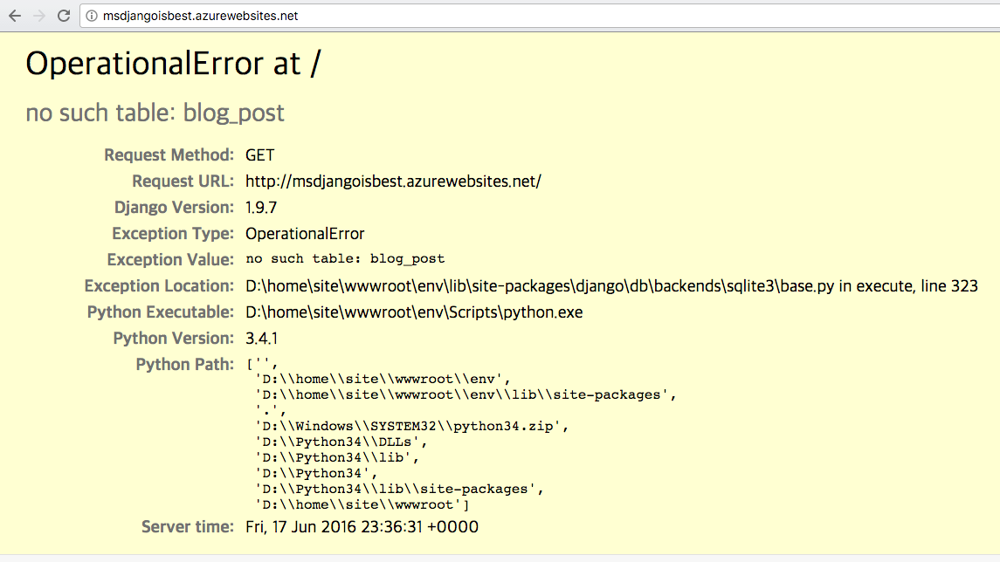 msdjangoisbest.azurewebsites.net
OperationalError at /
no such table: blog_post
Request Method: GET
Request URL: http://msdjangoisbest.azurewebsites.net/
Django Version: 1.9.7
Exception Type: OperationalError
Exception Value: no such table: blog_post
Exception Location: D:\home\site\wwwroot\env\lib\site-packages\django\db\backends\sqlite3\base.py in execute, line 323
Python Executable: D:\home\site\wwwroot\env\Scripts\python.exe
Python Version: 3.4.1
Python Path: ['',
'D:\\home\\site\\wwwroot\\env',
'D:\\home\\site\\wwwroot\\env\\lib\\site-packages',
'.',
'D:\\Windows\\SYSTEM32\\python34.zip',
'D:\\Python34\\DLLs',
'D:\\Python34\\lib',
'D:\\Python34',
'D:\\Python34\\lib\\site-packages',
'D:\\home\\site\\wwwroot']
Server time: Fri, 17 Jun 2016 23:36:31 +0000